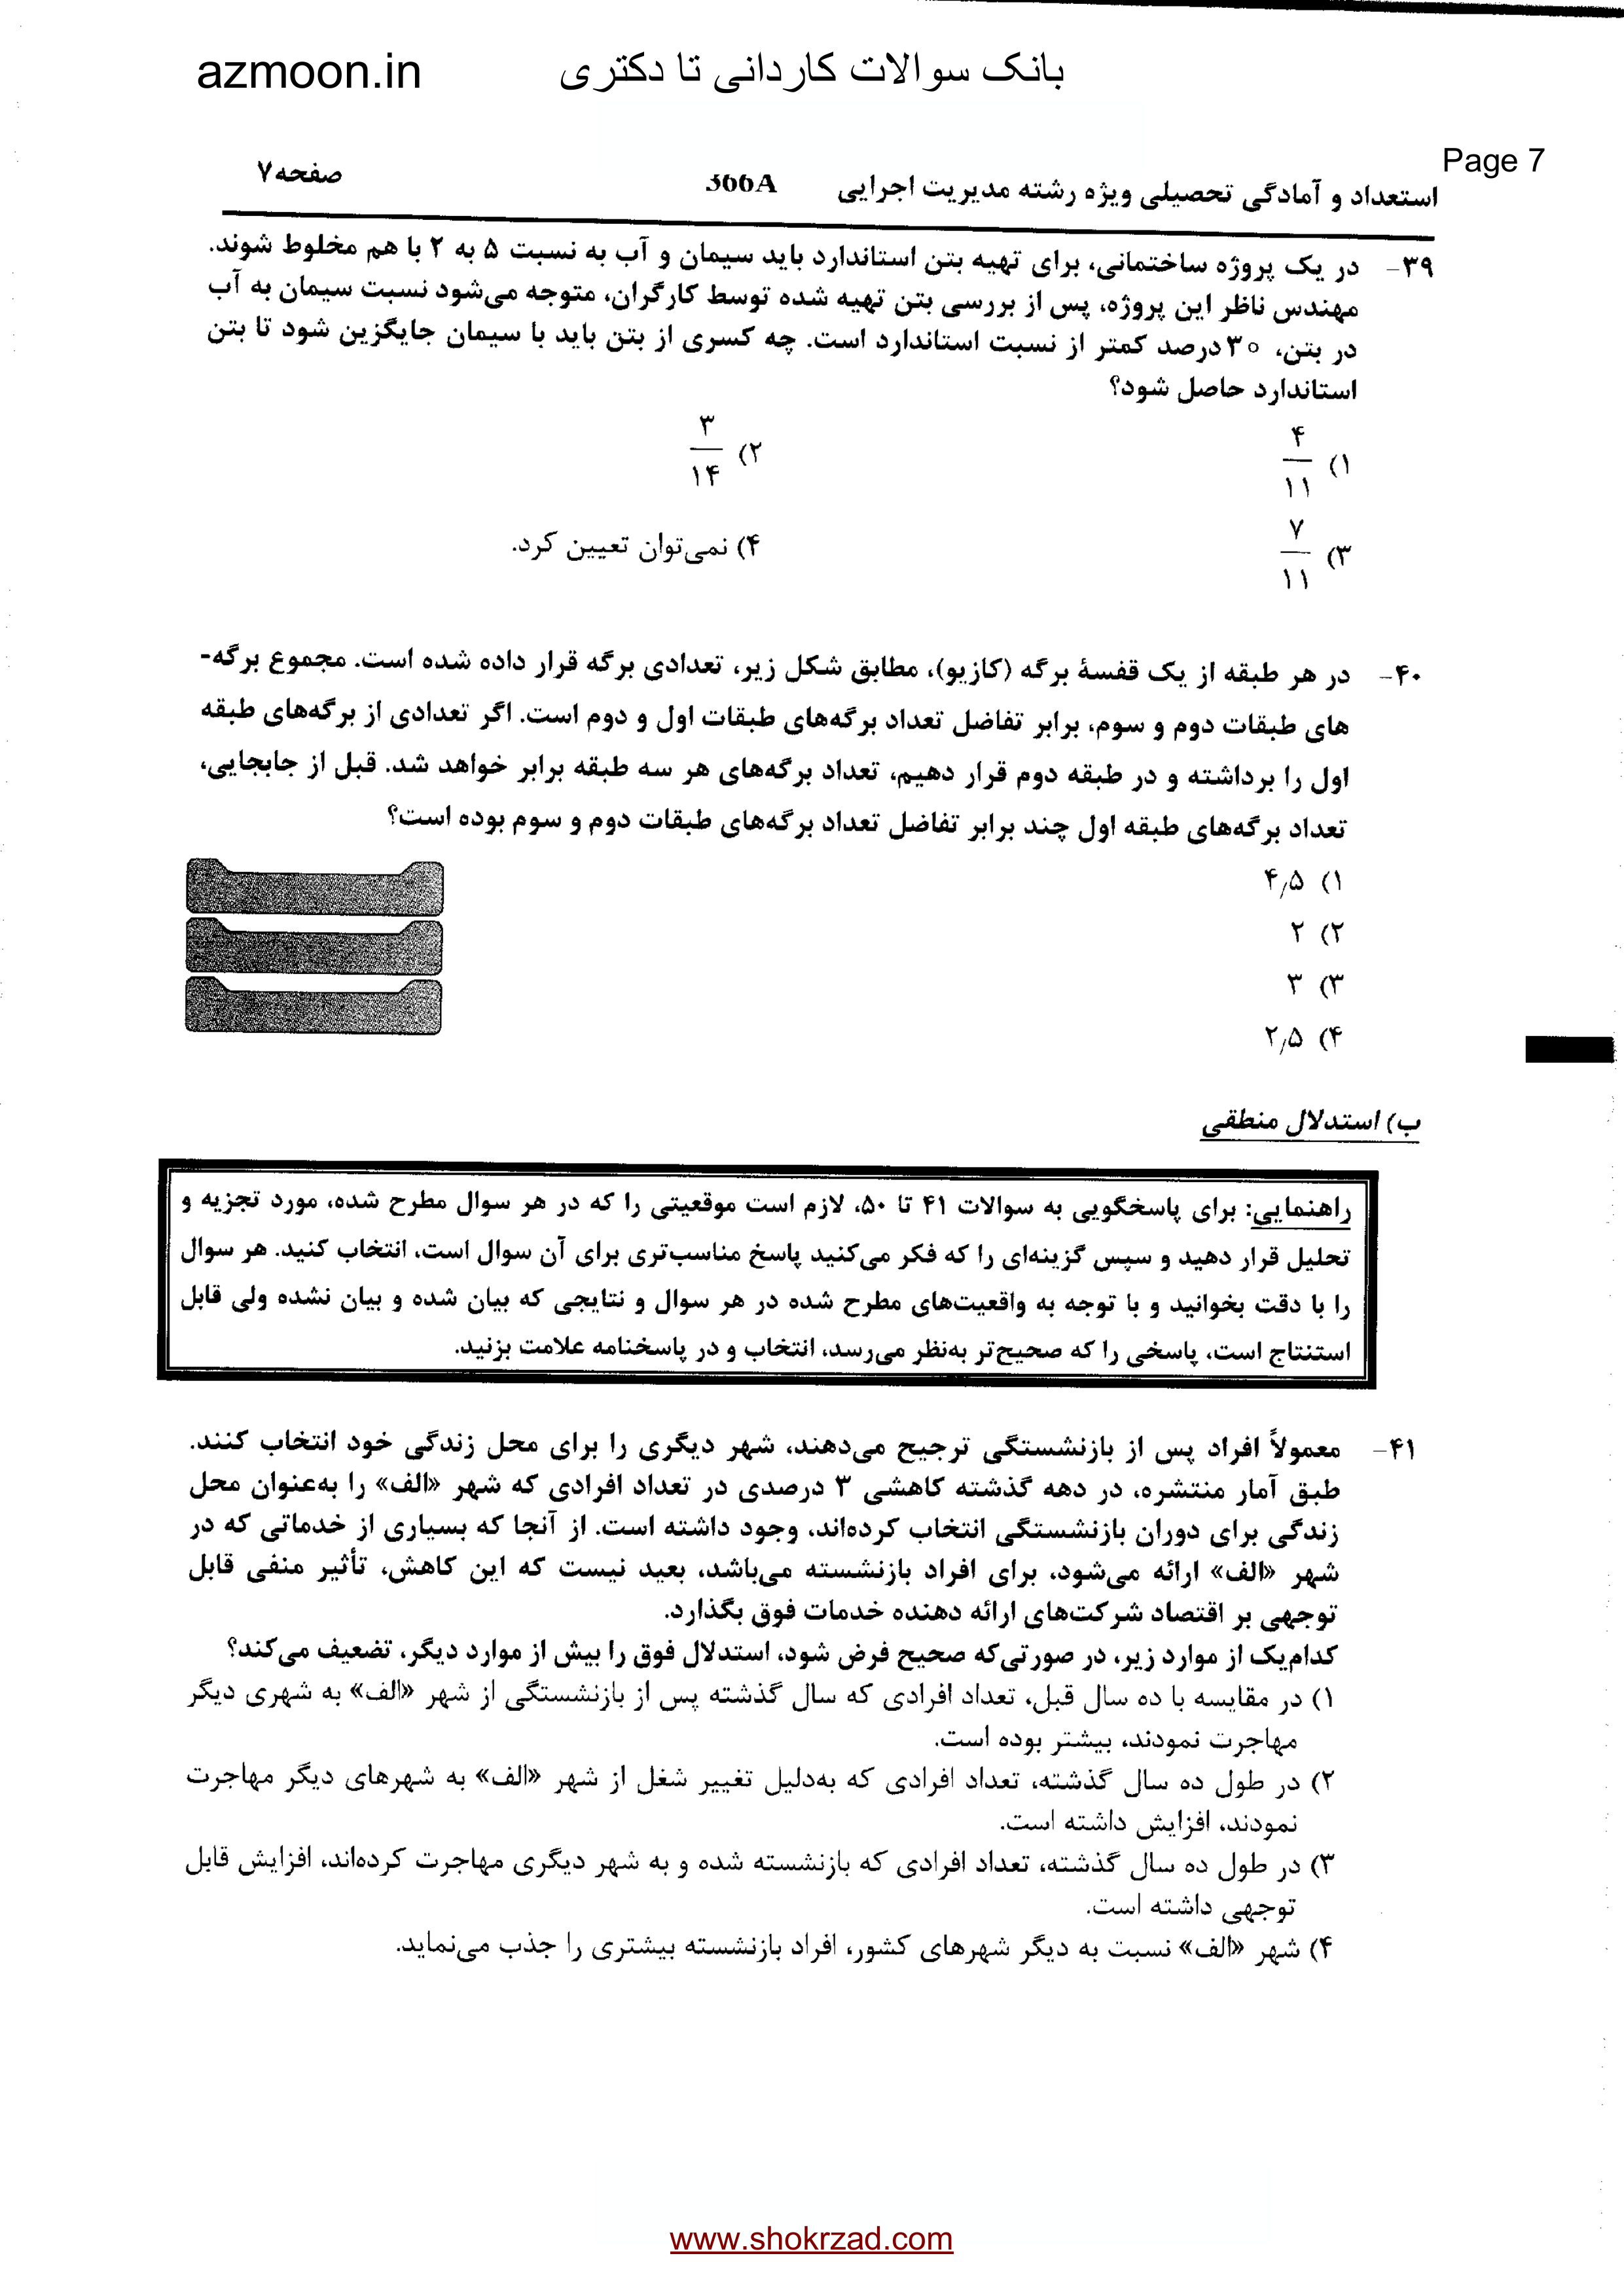 azmoon.in بانک سوالات کاردانی تا دکتری
Page 7
استعداد و آمادگی تحصیلی ویژه رشته مدیریت اجرایی 366A صفحه۷
۳۹- در یک پروژه ساختمانی، برای تهیه بتن استاندارد باید سیمان و آب به نسبت ۵ به ۲ با هم مخلوط شوند.
مهندس ناظر این پروژه، پس از بررسی بتن تهیه شده توسط کارگران، متوجه می‌شود نسبت سیمان به آب
در بتن، ۳۰درصد کمتر از نسبت استاندارد است. چه کسری از بتن باید با سیمان جایگزین شود تا بتن
استاندارد حاصل شود؟
۱) ۴/۱۱ ۲) ۳/۱۴
۳) ۷/۱۱ ۴) نمی‌توان تعیین کرد.
۴۰- در هر طبقه از یک قفسۀ برگه (کازیو)، مطابق شکل زیر، تعدادی برگه قرار داده شده است. مجموع برگه-
های طبقات دوم و سوم، برابر تفاضل تعداد برگه‌های طبقات اول و دوم است. اگر تعدادی از برگه‌های طبقه
اول را برداشته و در طبقه دوم قرار دهیم، تعداد برگه‌های هر سه طبقه برابر خواهد شد. قبل از جابجایی،
تعداد برگه‌های طبقه اول چند برابر تفاضل تعداد برگه‌های طبقات دوم و سوم بوده است؟
۱) ۴٫۵
۲) ۲
۳) ۳
۴) ۲٫۵
ب) استدلال منطقی
راهنمایی: برای پاسخگویی به سوالات ۴۱ تا ۵۰، لازم است موقعیتی را که در هر سوال مطرح شده، مورد تجزیه و
تحلیل قرار دهید و سپس گزینه‌ای را که فکر می‌کنید پاسخ مناسب‌تری برای آن سوال است، انتخاب کنید. هر سوال
را با دقت بخوانید و با توجه به واقعیت‌های مطرح شده در هر سوال و نتایجی که بیان شده و بیان نشده ولی قابل
استنتاج است، پاسخی را که صحیح‌تر به‌نظر می‌رسد، انتخاب و در پاسخنامه علامت بزنید.
۴۱- معمولاً افراد پس از بازنشستگی ترجیح می‌دهند، شهر دیگری را برای محل زندگی خود انتخاب کنند.
طبق آمار منتشره، در دهه گذشته کاهشی ۳ درصدی در تعداد افرادی که شهر «الف» را به‌عنوان محل
زندگی برای دوران بازنشستگی انتخاب کرده‌اند، وجود داشته است. از آنجا که بسیاری از خدماتی که در
شهر «الف» ارائه می‌شود، برای افراد بازنشسته می‌باشد، بعید نیست که این کاهش، تأثیر منفی قابل
توجهی بر اقتصاد شرکت‌های ارائه دهنده خدمات فوق بگذارد.
کدام‌یک از موارد زیر، در صورتی‌که صحیح فرض شود، استدلال فوق را بیش از موارد دیگر، تضعیف می‌کند؟
۱) در مقایسه با ده سال قبل، تعداد افرادی که سال گذشته پس از بازنشستگی از شهر «الف» به شهری دیگر
مهاجرت نمودند، بیشتر بوده است.
۲) در طول ده سال گذشته، تعداد افرادی که به‌دلیل تغییر شغل از شهر «الف» به شهرهای دیگر مهاجرت
نمودند، افزایش داشته است.
۳) در طول ده سال گذشته، تعداد افرادی که بازنشسته شده و به شهر دیگری مهاجرت کرده‌اند، افزایش قابل
توجهی داشته است.
۴) شهر «الف» نسبت به دیگر شهرهای کشور، افراد بازنشسته بیشتری را جذب می‌نماید.
www.shokrzad.com